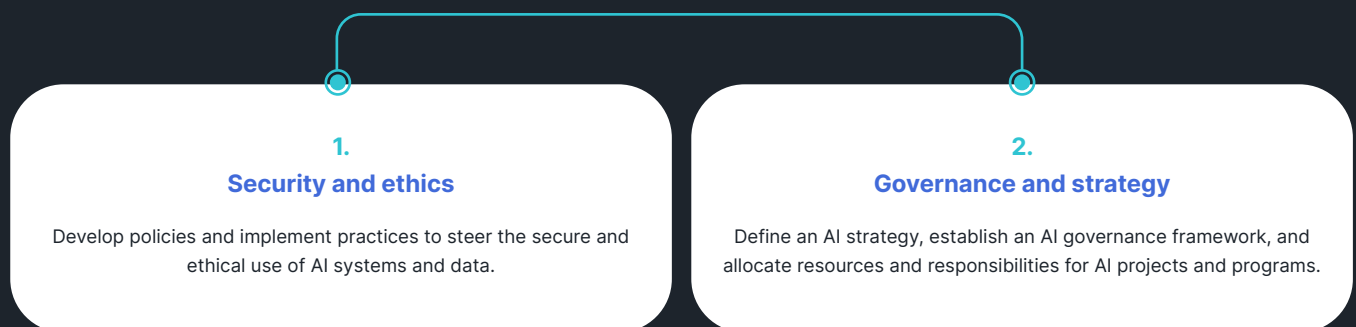 1.
Security and ethics
Develop policies and implement practices to steer the secure and
ethical use of AI systems and data.
2.
Governance and strategy
Define an AI strategy, establish an AI governance framework, and
allocate resources and responsibilities for AI projects and programs.